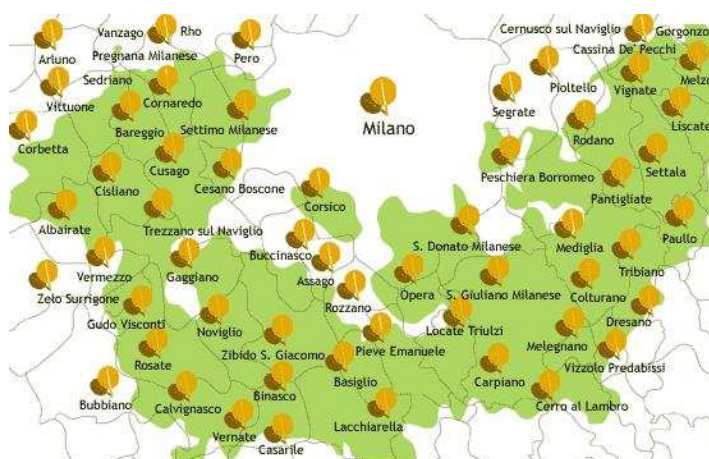 Cernusco sul Naviglio
Vanzago
Rho
Gorgonzo
Arluno
Pregnana Milanese
Pero
Cassina De' Pecchi
Sedriano
Pioltello
Vignate
Melzo
Vittuone
Cornaredo
Segrate
Bareggio
Settimo Milanese
Milano
Liscate
Corbetta
Rodano
Cusago
Peschiera Borromeo
Settala
Cisliano
Cesano Boscone
Pantigliate
Corsico
Albairate
Trezzano sul Naviglio
S. Donato Milanese
Mediglia
Paullo
Buccinasco
Vermezzo
Gaggiano
Assago
Tribiano
Zelo Surrigone
Rozzano
Opera
S. Giuliano Milanese
Colturano
Gudo Visconti
Noviglio
Locate Triulzi
Dresano
Rosate
Zibido S. Giacomo
Pieve Emanuele
Melegnano
Basiglio
Carpiano
Vizzolo Predabissi
Bubbiano
Calvignasco
Binasco
Cerro al Lambro
Lacchiarella
Vernate
Casarile